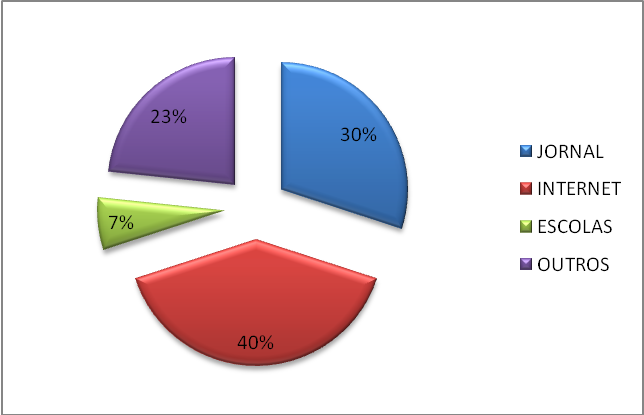 23%
30%
7%
40%
JORNAL
INTERNET
ESCOLAS
OUTROS